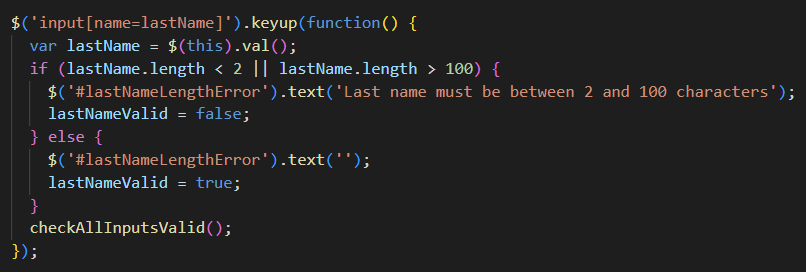 $('input[name=lastName]').keyup(function() {
  var lastName = $(this).val();
  if (lastName.length < 2 || lastName.length > 100) {
    $('#lastNameLengthError').text('Last name must be between 2 and 100 characters');
    lastNameValid = false;
  } else {
    $('#lastNameLengthError').text('');
    lastNameValid = true;
  }
  checkAllInputsValid();
});